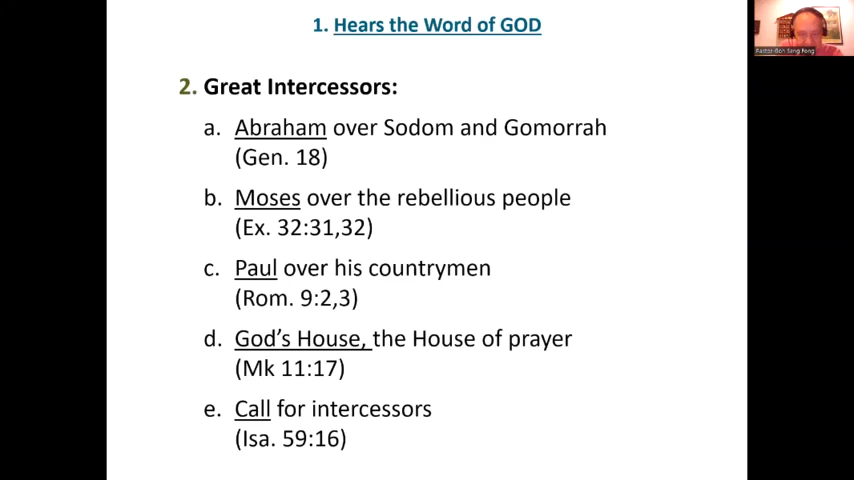 1. Hears the Word of GOD
Pastor Goh Seng Fong
2. Great Intercessors:
a. Abraham over Sodom and Gomorrah
(Gen. 18)
b. Moses over the rebellious people
(Ex. 32:31,32)
c. Paul over his countrymen
(Rom. 9:2,3)
d. God’s House, the House of prayer
(Mk 11:17)
e. Call for intercessors
(Isa. 59:16)